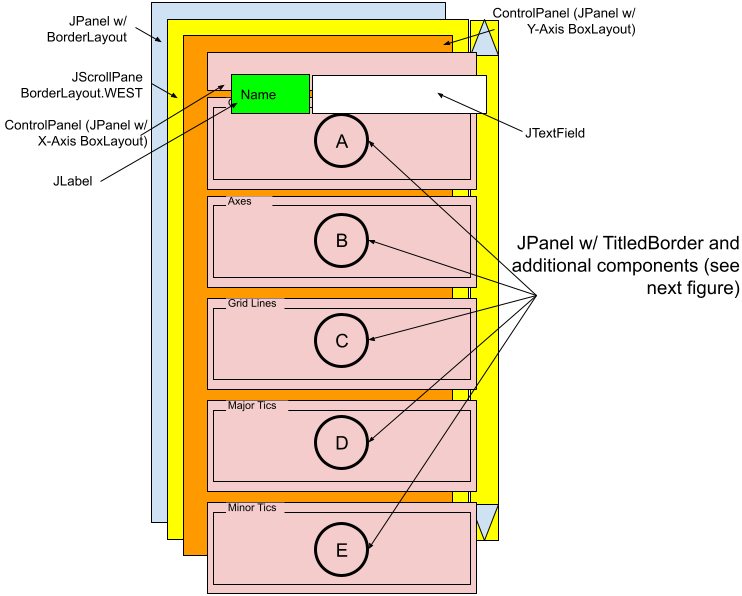 JPanel w/
BorderLayout
ControlPanel (JPanel w/
Y-Axis BoxLayout)
JScrollPane
BorderLayout.WEST
ControlPanel (JPanel w/
X-Axis BoxLayout)
JLabel
Name
JTextField
A
Axes
B
JPanel w/ TitledBorder and
additional components (see
next figure)
Grid Lines
C
Major Tics
D
Minor Tics
E